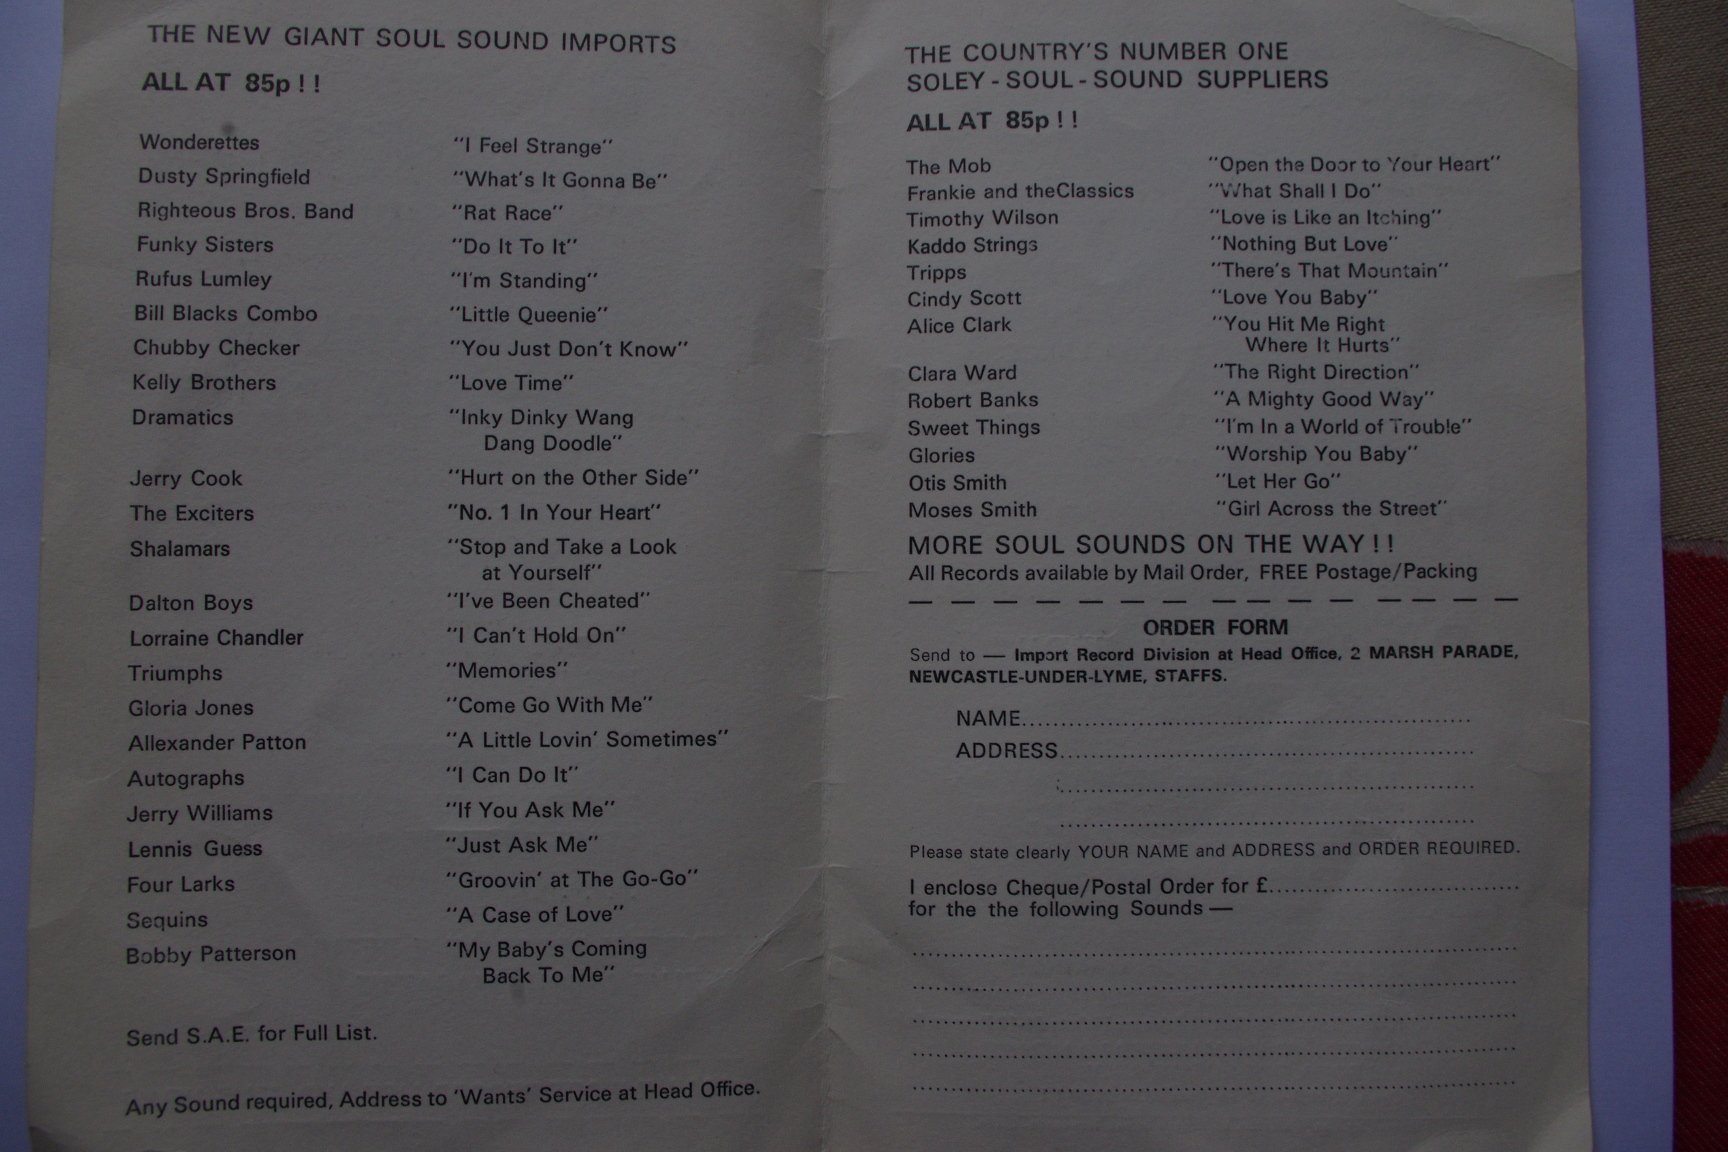 THE NEW GIANT SOUL SOUND IMPORTS
ALL AT 85p ! !
Wonderettes "I Feel Strange"
Dusty Springfield "What's It Gonna Be"
Righteous Bros. Band "Rat Race"
Funky Sisters "Do It To It"
Rufus Lumley "I'm Standing"
Bill Blacks Combo "Little Queenie"
Chubby Checker "You Just Don't Know"
Kelly Brothers "Love Time"
Dramatics "Inky Dinky Wang
Dang Doodle"
Jerry Cook "Hurt on the Other Side"
The Exciters "No. 1 In Your Heart"
Shalamars "Stop and Take a Look
at Yourself"
Dalton Boys "I've Been Cheated"
Lorraine Chandler "I Can't Hold On"
Triumphs "Memories"
Gloria Jones "Come Go With Me"
Allexander Patton "A Little Lovin' Sometimes"
Autographs "I Can Do It"
Jerry Williams "If You Ask Me"
Lennis Guess "Just Ask Me"
Four Larks "Groovin' at The Go-Go"
Sequins "A Case of Love"
Bobby Patterson "My Baby's Coming
Back To Me"
Send S.A.E. for Full List.
Any Sound required, Address to 'Wants' Service at Head Office.
THE COUNTRY'S NUMBER ONE
SOLEY - SOUL - SOUND SUPPLIERS
ALL AT 85p ! !
The Mob "Open the Door to Your Heart"
Frankie and theClassics "What Shall I Do"
Timothy Wilson "Love is Like an Itching"
Kaddo Strings "Nothing But Love"
Tripps "There's That Mountain"
Cindy Scott "Love You Baby"
Alice Clark "You Hit Me Right
Where It Hurts"
Clara Ward "The Right Direction"
Robert Banks "A Mighty Good Way"
Sweet Things "I'm In a World of Trouble"
Glories "Worship You Baby"
Otis Smith "Let Her Go"
Moses Smith "Girl Across the Street"
MORE SOUL SOUNDS ON THE WAY ! !
All Records available by Mail Order, FREE Postage/Packing
ORDER FORM
Send to — Import Record Division at Head Office, 2 MARSH PARADE,
NEWCASTLE-UNDER-LYME, STAFFS.
NAME
ADDRESS
Please state clearly YOUR NAME and ADDRESS and ORDER REQUIRED.
I enclose Cheque/Postal Order for £
for the the following Sounds —